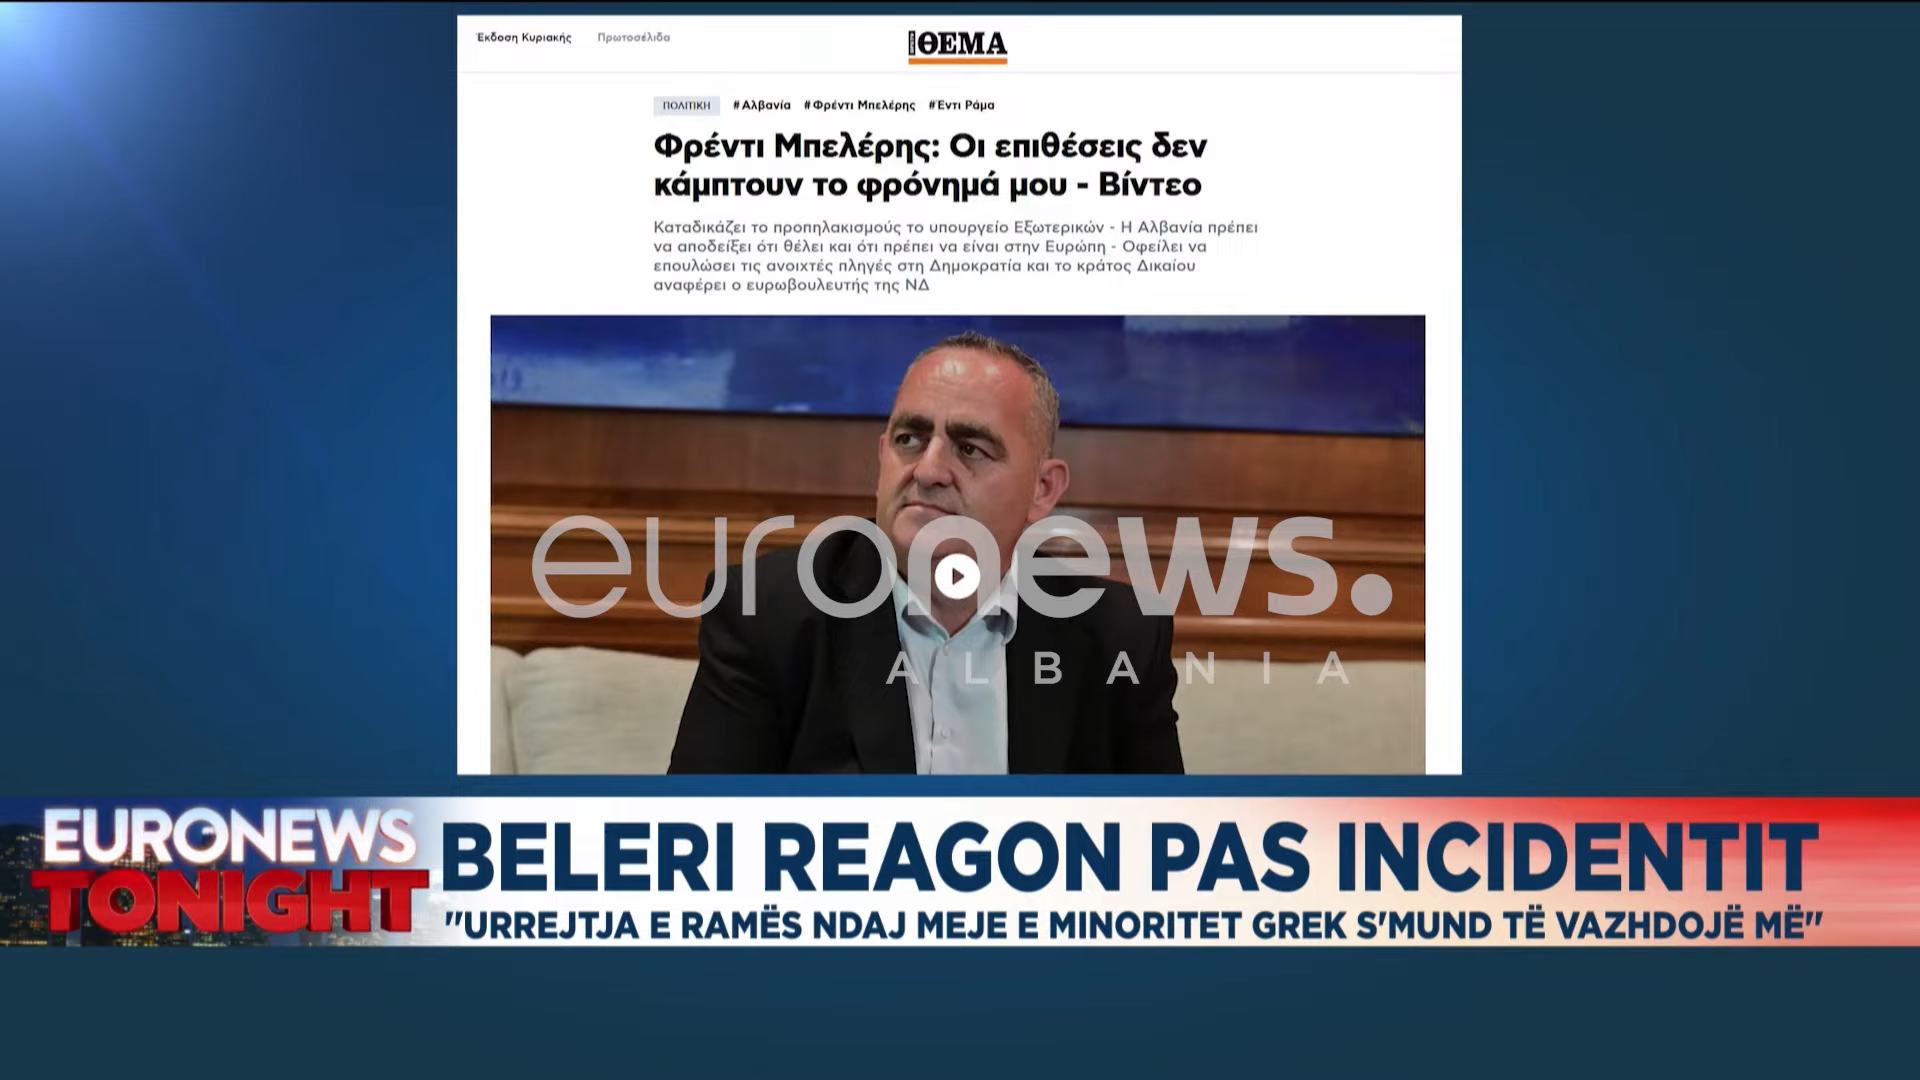 Έκδοση Κυριακής Πρωτοσέλιδα
ΘΕΜΑ
ΠΟΛΙΤΙΚΗ #Αλβανία #Φρέντι Μπελέρης #Έντι Ράμα
Φρέντι Μπελέρης: Οι επιθέσεις δεν
κάμπτουν το φρόνημά μου - Βίντεο
Καταδικάζει το προπηλακισμούς το υπουργείο Εξωτερικών - Η Αλβανία πρέπει
να αποδείξει ότι θέλει και ότι πρέπει να είναι στην Ευρώπη - Οφείλει να
επουλώσει τις ανοιχτές πληγές στη Δημοκρατία και το κράτος Δικαίου
αναφέρει ο ευρωβουλευτής της ΝΔ
euronews.
ALBANIA
EURONEWS
TONIGHT
BELERI REAGON PAS INCIDENTIT
"URREJTJA E RAMËS NDAJ MEJE E MINORITET GREK S'MUND TË VAZHDOJË MË"